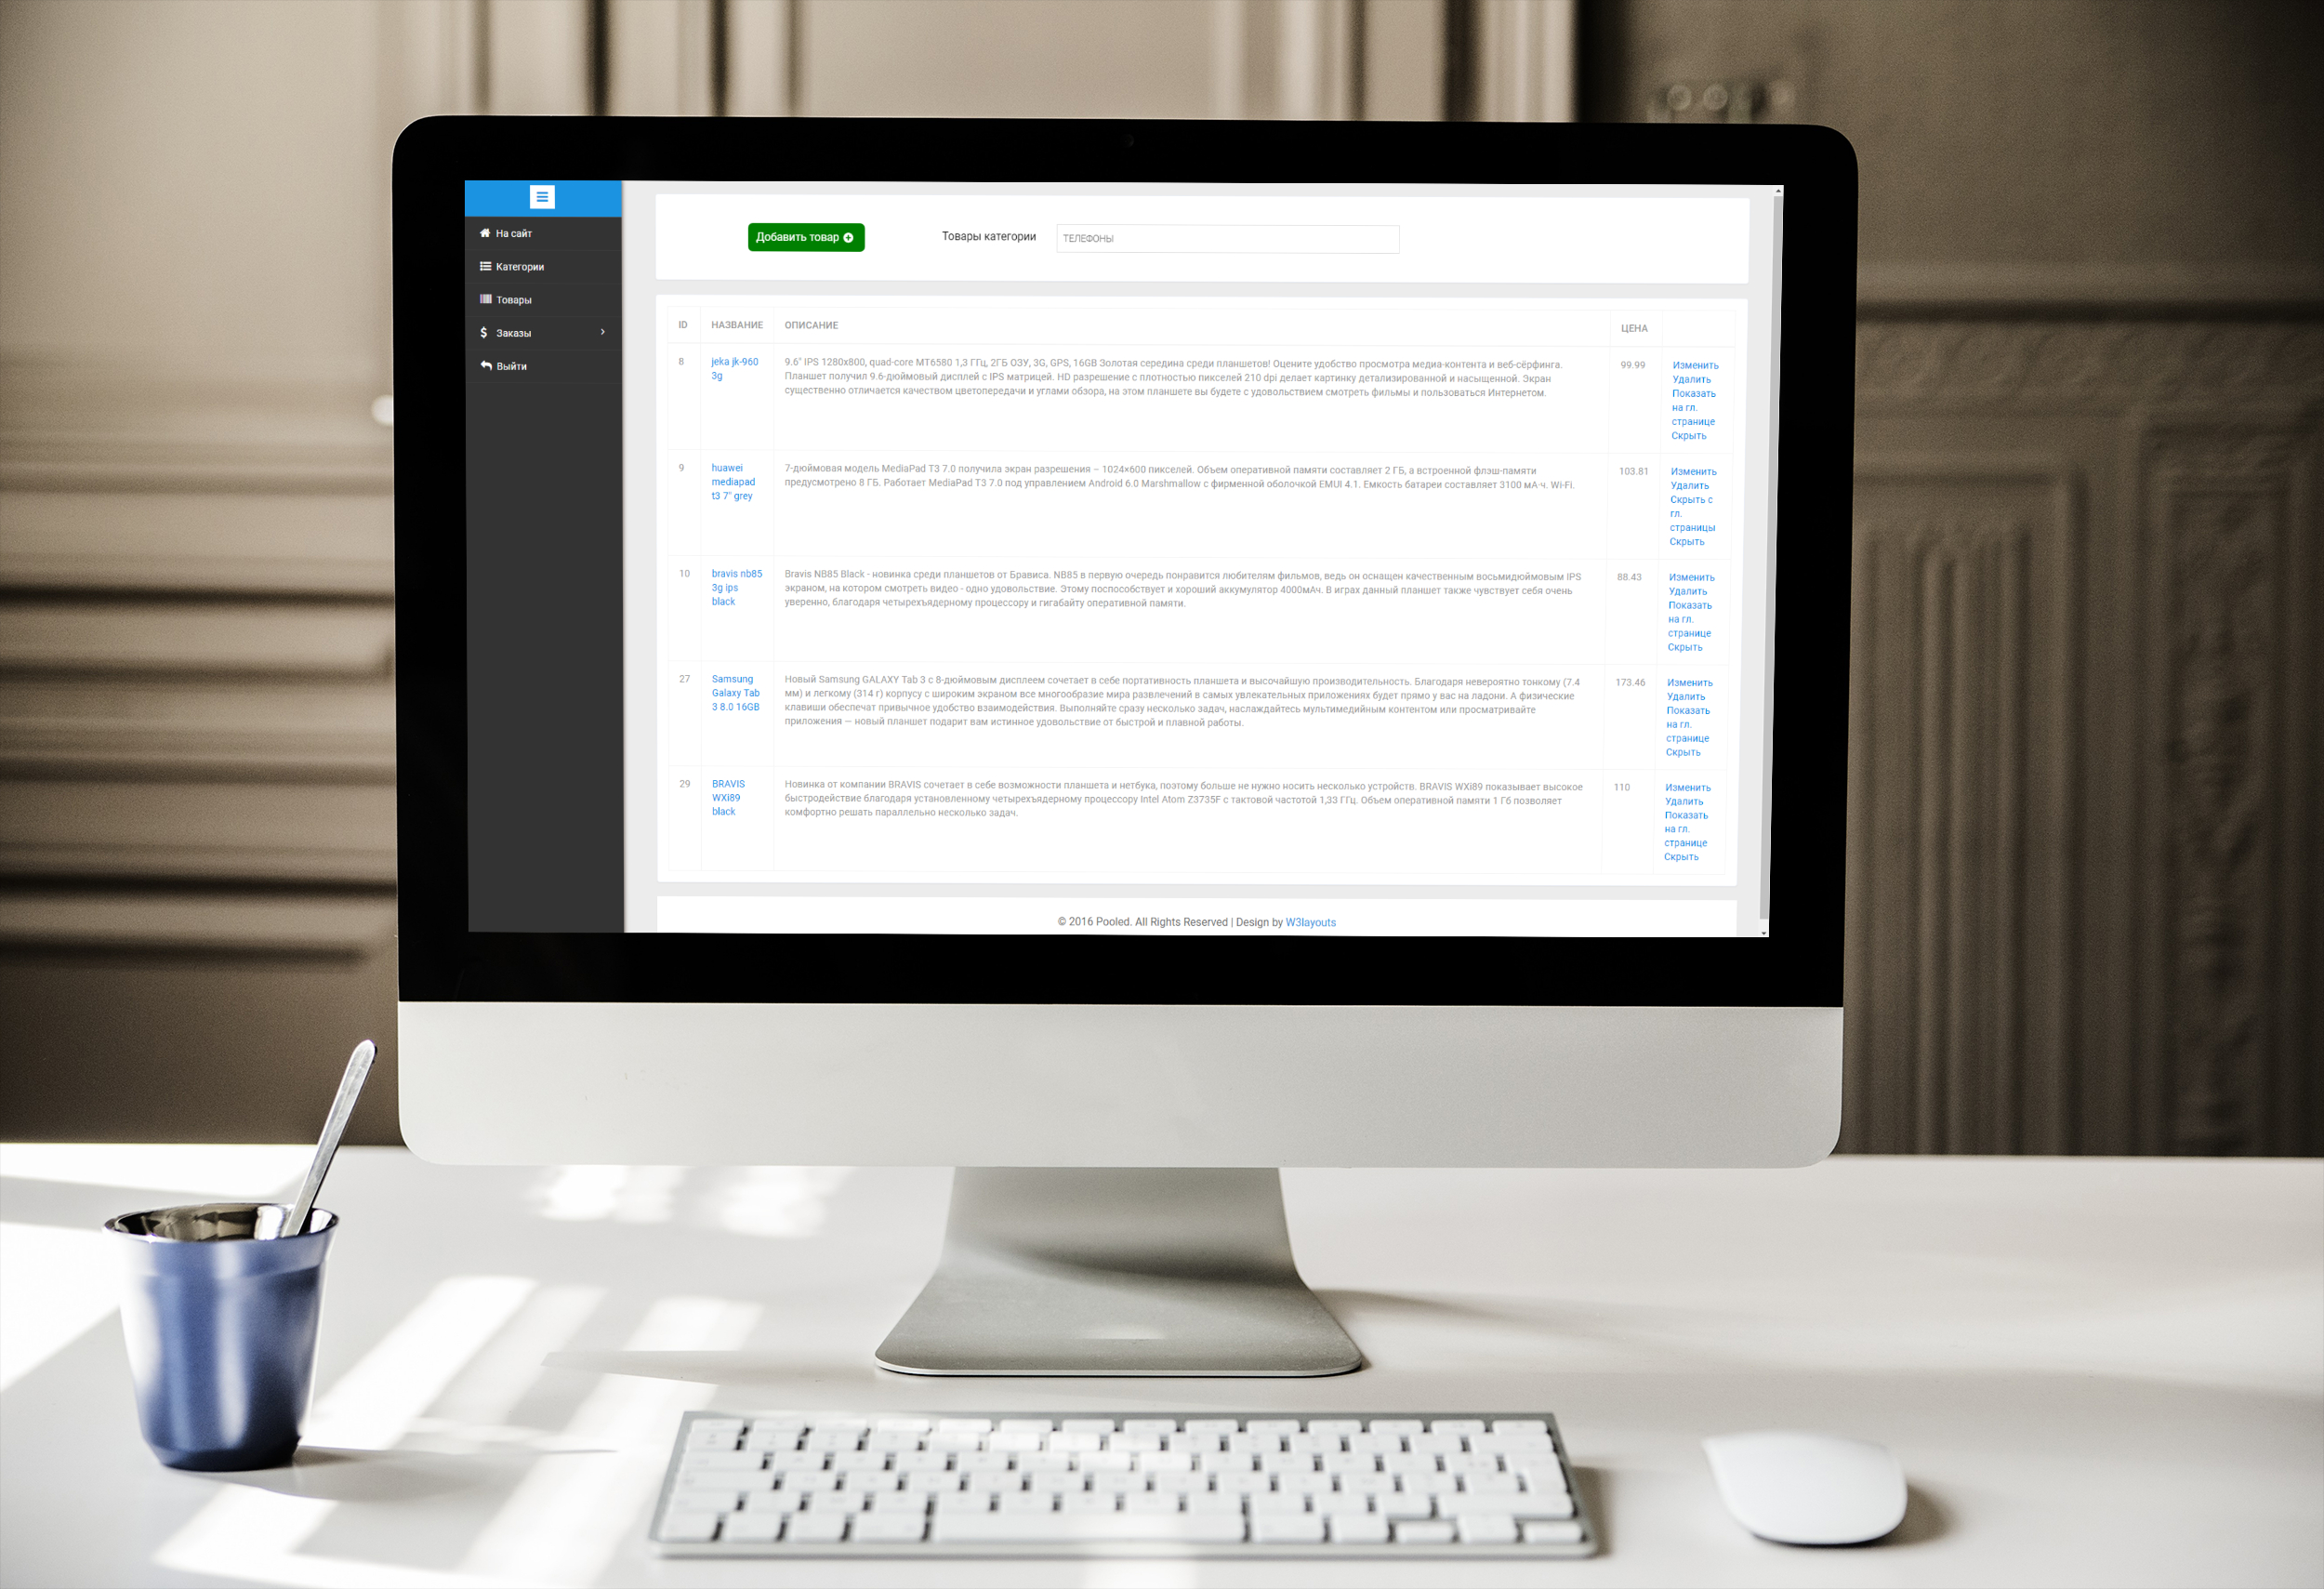 На сайт
Категории
Товары
Заказы
Выйти
Добавить товар
Товары категории
ТЕЛЕФОНЫ
ID
НАЗВАНИЕ
ОПИСАНИЕ
ЦЕНА
8
jeka jk-960
3g
9.6" IPS 1280x800, quad-core MT6580 1,3 ГГц, 2ГБ ОЗУ, 3G, GPS, 16GB Золотая середина среди планшетов! Оцените удобство просмотра медиа-контента и веб-сёрфинга.
Планшет получил 9.6-дюймовый дисплей с IPS матрицей. HD разрешение с плотностью пикселей 210 dpi делает картинку детализированной и насыщенной. Экран
существенно отличается качеством цветопередачи и углами обзора, на этом планшете вы будете с удовольствием смотреть фильмы и пользоваться Интернетом.
99.99
Изменить
Удалить
Показать
на гл.
странице
Скрыть
9
huawei
mediapad
t3 7" grey
7-дюймовая модель MediaPad T3 7.0 получила экран разрешения – 1024×600 пикселей. Объем оперативной памяти составляет 2 ГБ, а встроенной флэш-памяти
предусмотрено 8 ГБ. Работает MediaPad T3 7.0 под управлением Android 6.0 Marshmallow с фирменной оболочкой EMUI 4.1. Емкость батареи составляет 3100 мА·ч. Wi-Fi.
103.81
Изменить
Удалить
Скрыть с
гл.
страницы
Скрыть
10
bravis nb85
3g ips
black
Bravis NB85 Black - новинка среди планшетов от Брависа. NB85 в первую очередь понравится любителям фильмов, ведь он оснащен качественным восьмидюймовым IPS
экраном, на котором смотреть видео - одно удовольствие. Этому поспособствует и хороший аккумулятор 4000мАч. В играх данный планшет также чувствует себя очень
уверенно, благодаря четырехъядерному процессору и гигабайту оперативной памяти.
88.43
Изменить
Удалить
Показать
на гл.
странице
Скрыть
27
Samsung
Galaxy Tab
3 8.0 16GB
Новый Samsung GALAXY Tab 3 с 8-дюймовым дисплеем сочетает в себе портативность планшета и высочайшую производительность. Благодаря невероятно тонкому (7.4
мм) и легкому (314 г) корпусу с широким экраном все многообразие мира развлечений в самых увлекательных приложениях будет прямо у вас на ладони. А физические
клавиши обеспечат привычное удобство взаимодействия. Выполняйте сразу несколько задач, наслаждайтесь мультимедийным контентом или просматривайте
приложения — новый планшет подарит вам истинное удовольствие от быстрой и плавной работы.
173.46
Изменить
Удалить
Показать
на гл.
странице
Скрыть
29
BRAVIS
WXi89
black
Новинка от компании BRAVIS сочетает в себе возможности планшета и нетбука, поэтому больше не нужно носить несколько устройств. BRAVIS WXi89 показывает высокое
быстродействие благодаря установленному четырехъядерному процессору Intel Atom Z3735F с тактовой частотой 1,33 ГГц. Объем оперативной памяти 1 Гб позволяет
комфортно решать параллельно несколько задач.
110
Изменить
Удалить
Показать
на гл.
странице
Скрыть
© 2016 Pooled. All Rights Reserved | Design by W3layouts